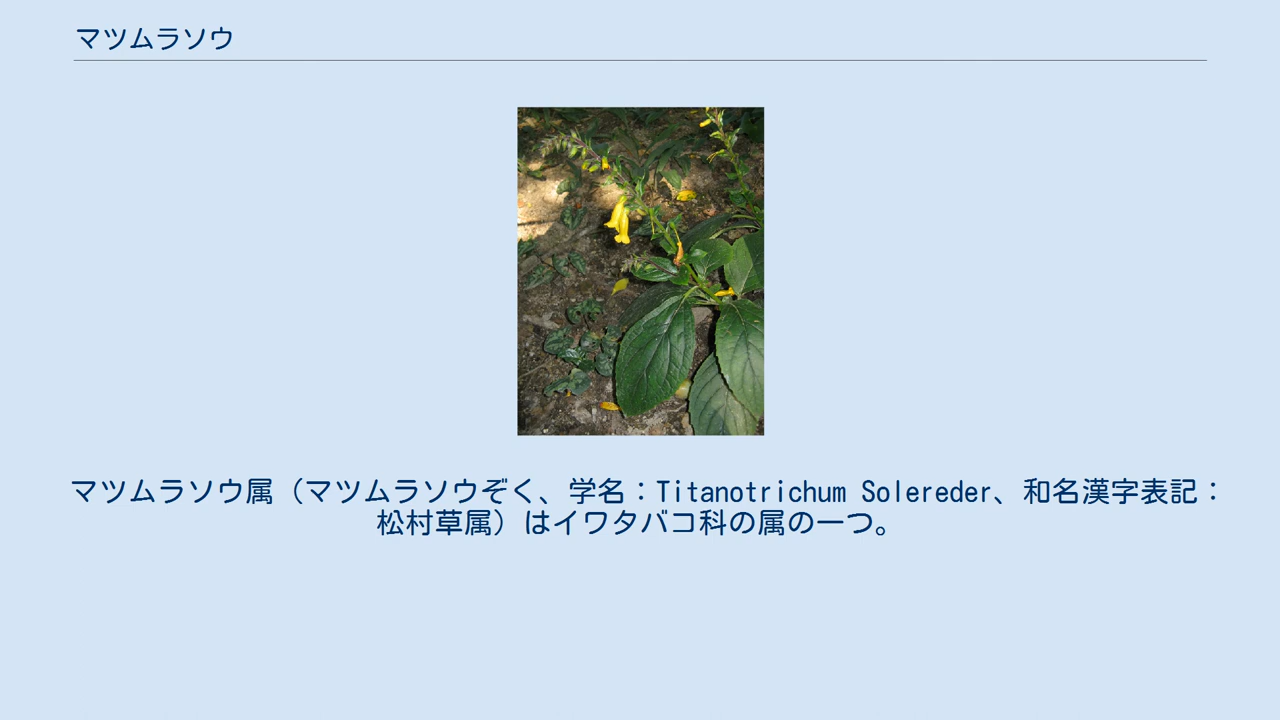 マツムラソウ
マツムラソウ属（マツムラソウぞく、学名：Titanotrichum Solereder、和名漢字表記：
松村草属）はイワタバコ科の属の一つ。